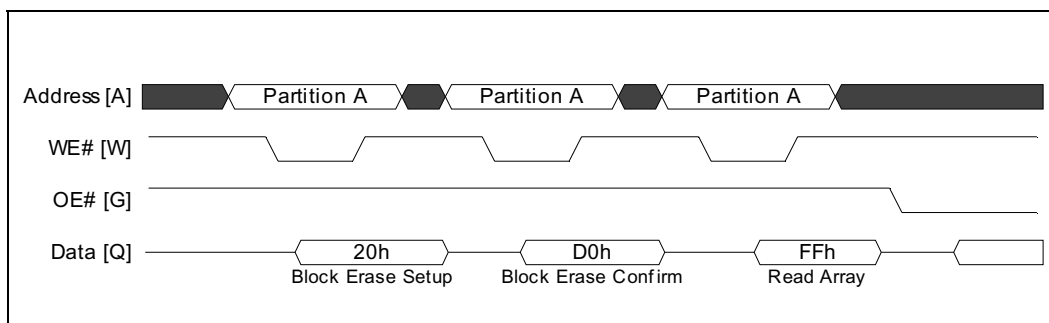 Address [A] Partition A Partition A Partition A
WE# [W]
OE# [G]
Data [Q] 20h D0h FFh
Block Erase Setup Block Erase Confirm Read Array